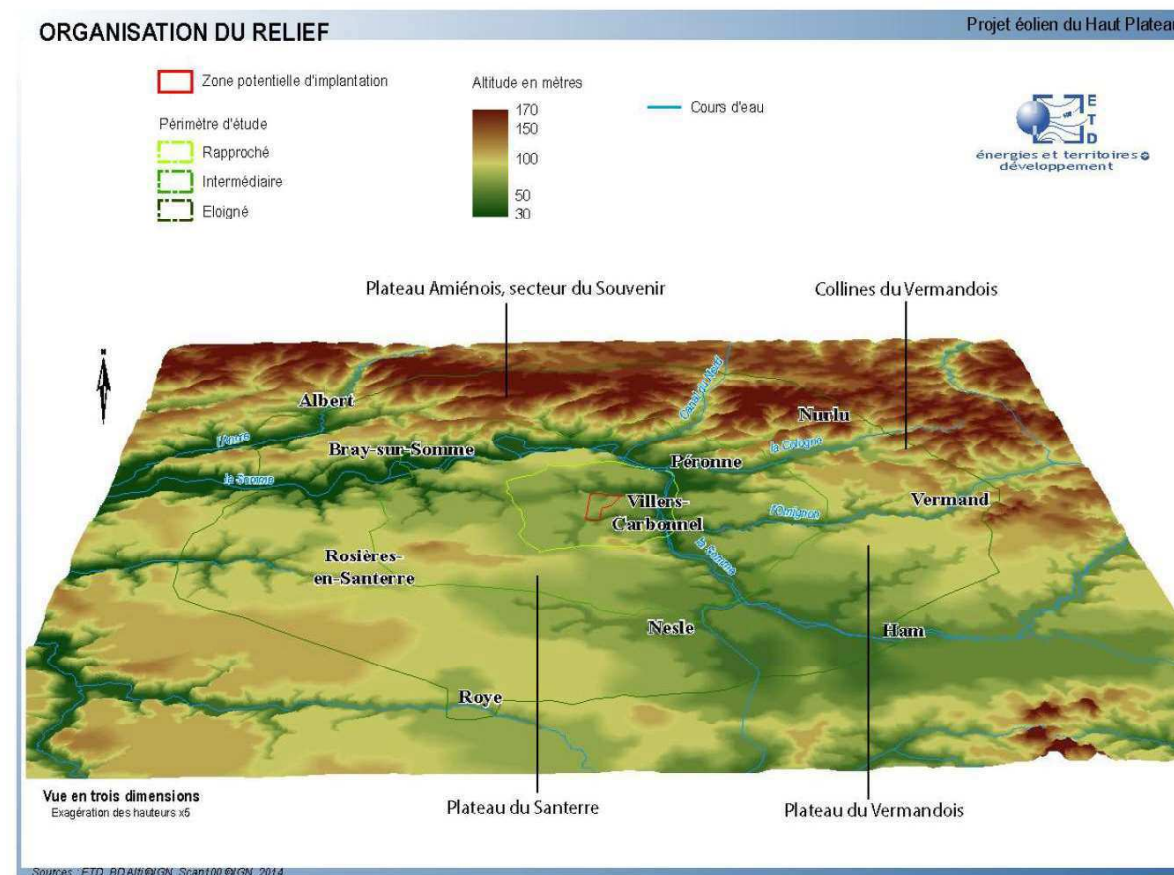 ORGANISATION DU RELIEF
Projet éolien du Haut Plateau
Zone potentielle d'implantation
Périmètre d'étude
Rapproché
Intermédiaire
Eloigné
Altitude en mètres
170
150
100
50
30
Cours d'eau
E
T
D
énergies et territoires
développement
Plateau Amiénois, secteur du Souvenir
Collines du Vermandois
N
Albert
Canal du Nord
Nurlu
l'Ancre
Bray-sur-Somme
la Cologne
Péronne
la Somme
Villers-
Carbonnel
l'Omignon
Vermand
Rosières-
en-Santerre
la Somme
Nesle
Ham
Roye
Vue en trois dimensions
Exagération des hauteurs x5
Plateau du Santerre
Plateau du Vermandois
Sources : ETD, BDAlti®IGN, Scan100®IGN, 2014